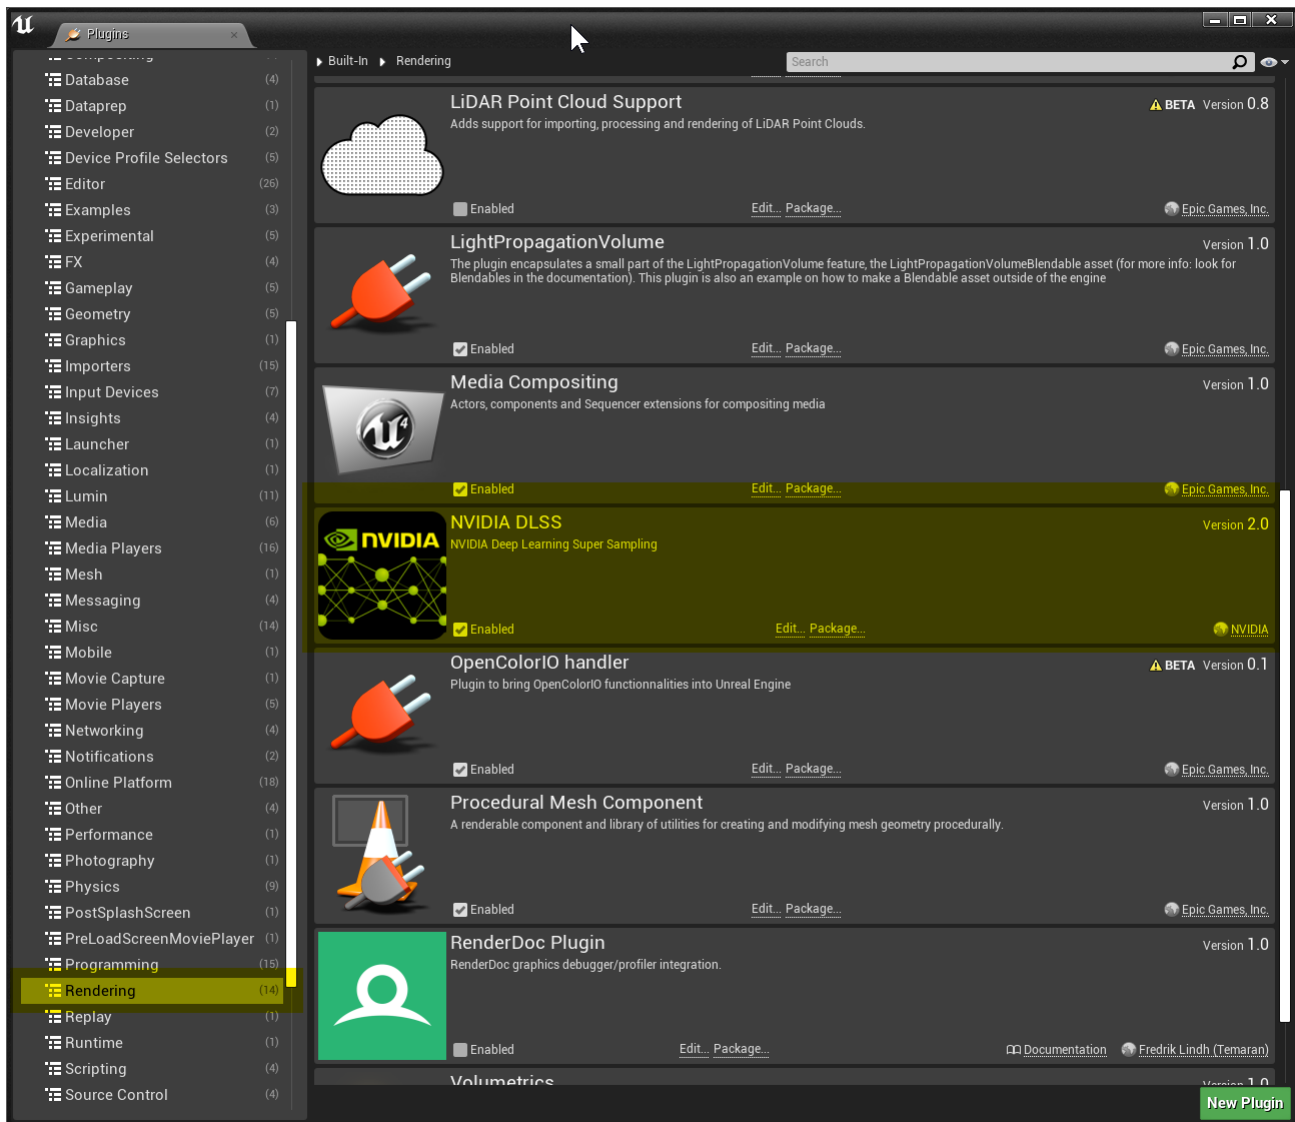 Plugins
Database (4)
Dataprep (1)
Developer (2)
Device Profile Selectors (5)
Editor (26)
Examples (3)
Experimental (5)
FX (4)
Gameplay (5)
Geometry (5)
Graphics (1)
Importers (15)
Input Devices (7)
Insights (4)
Launcher (1)
Localization (1)
Lumin (11)
Media (6)
Media Players (16)
Mesh (1)
Messaging (4)
Misc (14)
Mobile (1)
Movie Capture (1)
Movie Players (5)
Networking (4)
Notifications (2)
Online Platform (18)
Other (4)
Performance (1)
Photography (1)
Physics (9)
PostSplashScreen (1)
PreLoadScreenMoviePlayer (1)
Programming (15)
Rendering (14)
Replay (1)
Runtime (1)
Scripting (4)
Source Control (4)
Built-In Rendering
Search
LiDAR Point Cloud Support
BETA Version 0.8
Adds support for importing, processing and rendering of LiDAR Point Clouds.
Enabled Edit... Package... Epic Games, Inc.
LightPropagationVolume
Version 1.0
The plugin encapsulates a small part of the LightPropagationVolume feature, the LightPropagationVolumeBlendable asset (for more info: look for
Blendables in the documentation). This plugin is also an example on how to make a Blendable asset outside of the engine
Enabled Edit... Package... Epic Games, Inc.
Media Compositing
Version 1.0
Actors, components and Sequencer extensions for compositing media
4
Enabled Edit... Package... Epic Games, Inc.
NVIDIA DLSS
Version 2.0
NVIDIA
NVIDIA Deep Learning Super Sampling
Enabled Edit... Package... NVIDIA
OpenColorIO handler
BETA Version 0.1
Plugin to bring OpenColorIO functionnalities into Unreal Engine
Enabled Edit... Package... Epic Games, Inc.
Procedural Mesh Component
Version 1.0
A renderable component and library of utilities for creating and modifying mesh geometry procedurally.
Enabled Edit... Package... Epic Games, Inc.
RenderDoc Plugin
Version 1.0
RenderDoc graphics debugger/profiler integration.
Enabled Edit... Package... Documentation Fredrik Lindh (Temaran)
Volumetrics
Version 1.0
New Plugin